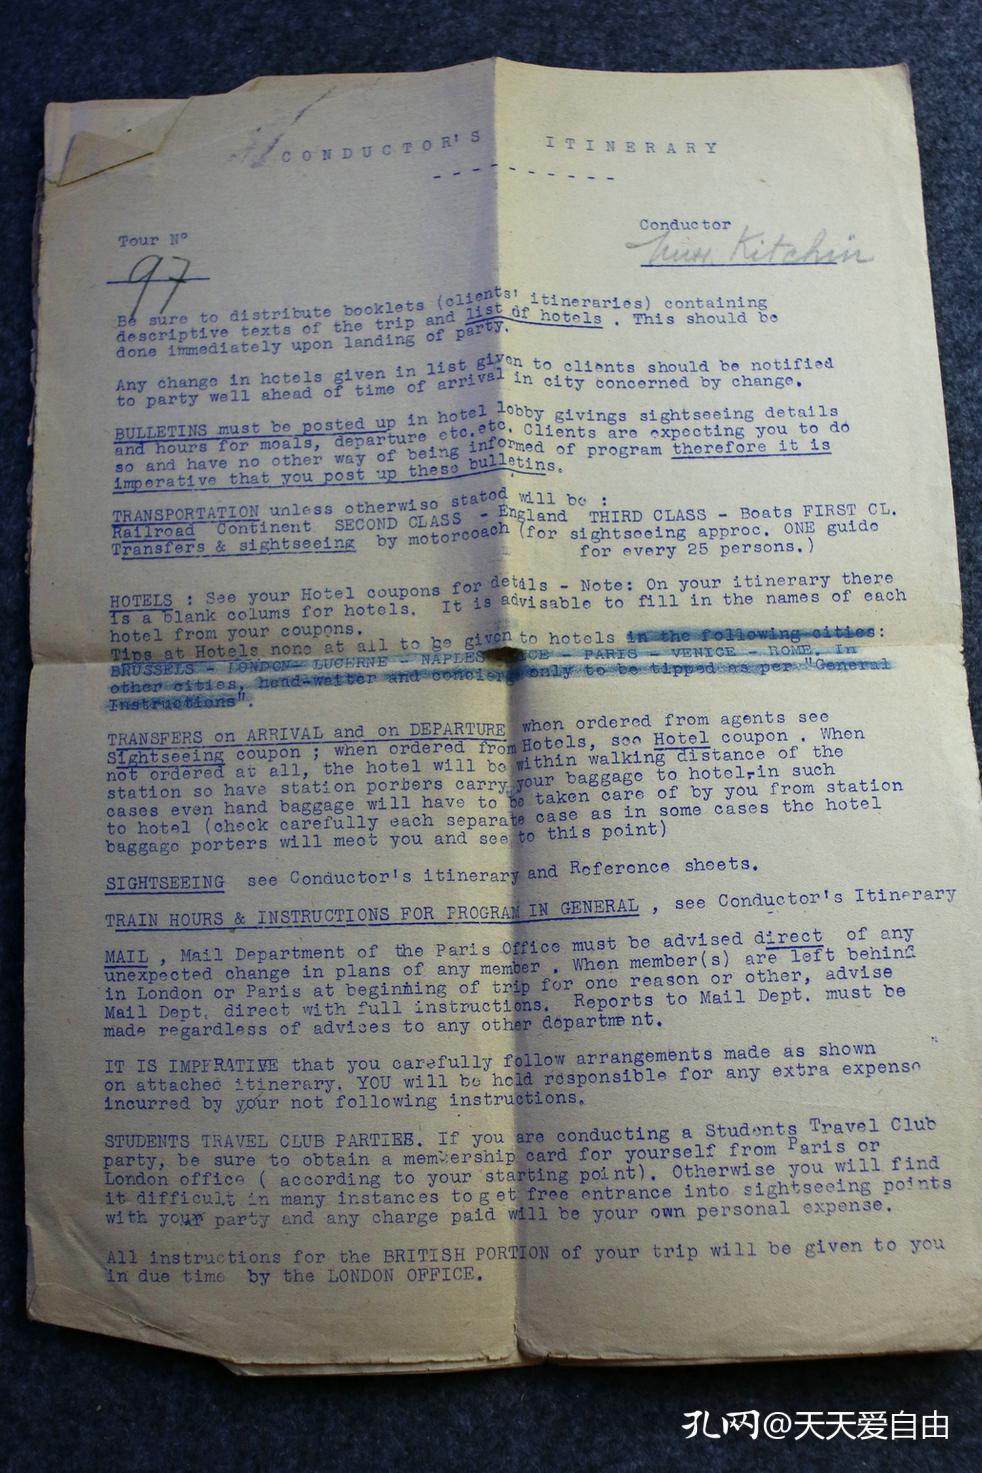 CONDUCTOR'S ITINERARY
----------
Tour Nº
Conductor
97
Miss Kitchin
Be sure to distribute booklets (clients' itineraries) containing
descriptive texts of the trip and list of hotels . This should be
done immediately upon landing of party.
Any change in hotels given in list given to clients should be notified
to party well ahead of time of arrival in city concerned by change.
BULLETINS must be posted up in hotel lobby givings sightseeing details
and hours for meals, departure etc.etc. Clients are expecting you to do
so and have no other way of being informed of program therefore it is
imperative that you post up these bulletins.
TRANSPORTATION unless otherwise stated will be :
Railroad Continent SECOND CLASS - England THIRD CLASS - Boats FIRST CL.
Transfers & sightseeing by motorcoach (for sightseeing approc. ONE guide
for every 25 persons.)
HOTELS : See your Hotel coupons for details - Note: On your itinerary there
is a blank colums for hotels. It is advisable to fill in the names of each
hotel from your coupons.
Tips at Hotels none at all to be given to hotels in the following cities:
BRUSSELS - LONDON- LUCERNE - NAPLES - PARIS - VENICE - ROME. In
other cities, head-waiter and concierge only to be tipped as per "General
Instructions".
TRANSFERS on ARRIVAL and on DEPARTURE when ordered from agents see
Sightseeing coupon ; when ordered from Hotels, see Hotel coupon . When
not ordered at all, the hotel will be within walking distance of the
station so have station porters carry your baggage to hotel,in such
cases even hand baggage will have to be taken care of by you from station
to hotel (check carefully each separate case as in some cases the hotel
baggage porters will meet you and see to this point)
SIGHTSEEING see Conductor's itinerary and Reference sheets.
TRAIN HOURS & INSTRUCTIONS FOR PROGRAM IN GENERAL , see Conductor's Itinerary
MAIL , Mail Department of the Paris Office must be advised direct of any
unexpected change in plans of any member . When member(s) are left behind
in London or Paris at beginning of trip for one reason or other, advise
Mail Dept. direct with full instructions. Reports to Mail Dept. must be
made regardless of advices to any other department.
IT IS IMPERATIVE that you carefully follow arrangements made as shown
on attached itinerary. YOU will be held responsible for any extra expense
incurred by your not following instructions.
STUDENTS TRAVEL CLUB PARTIES. If you are conducting a Students Travel Club
party, be sure to obtain a membership card for yourself from Paris or
London office ( according to your starting point). Otherwise you will find
it difficult in many instances to get free entrance into sightseeing points
with your party and any charge paid will be your own personal expense.
All instructions for the BRITISH PORTION of your trip will be given to you
in due time by the LONDON OFFICE.
孔网@天天爱自由